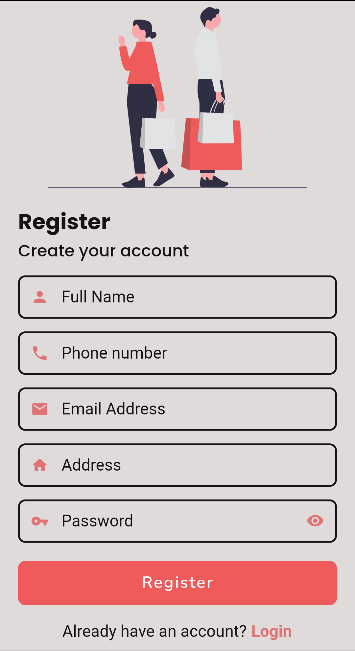 Register
Create your account
Full Name
Phone number
Email Address
Address
Password
Register
Already have an account? Login